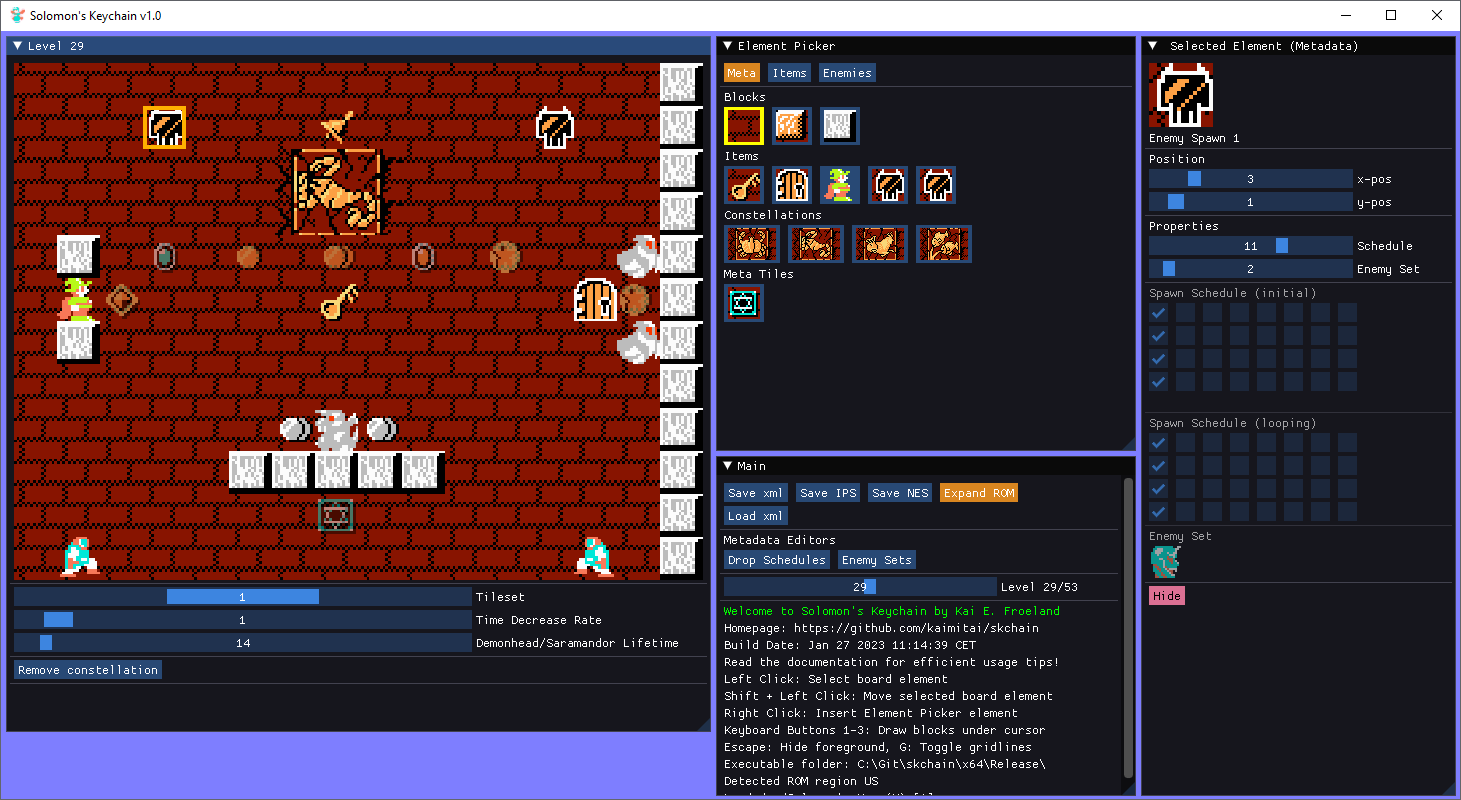 Solomon's Keychain v1.0
Level 29
1 Tileset
1 Time Decrease Rate
14 Demonhead/Saramandor Lifetime
Remove constellation
Element Picker
Meta Items Enemies
Blocks
Items
Constellations
Meta Tiles
Main
Save xml Save IPS Save NES Expand ROM
Load xml
Metadata Editors
Drop Schedules Enemy Sets
29 Level 29/53
Welcome to Solomon's Keychain by Kai E. Froeland
Homepage: https://github.com/kaimitai/skchain
Build Date: Jan 27 2023 11:14:39 CET
Read the documentation for efficient usage tips!
Left Click: Select board element
Shift + Left Click: Move selected board element
Right Click: Insert Element Picker element
Keyboard Buttons 1-3: Draw blocks under cursor
Escape: Hide foreground, G: Toggle gridlines
Executable folder: C:\Git\skchain\x64\Release\
Detected ROM region US
Selected Element (Metadata)
Enemy Spawn 1
Position
3 x-pos
1 y-pos
Properties
11 Schedule
2 Enemy Set
Spawn Schedule (initial)
Spawn Schedule (looping)
Enemy Set
Hide